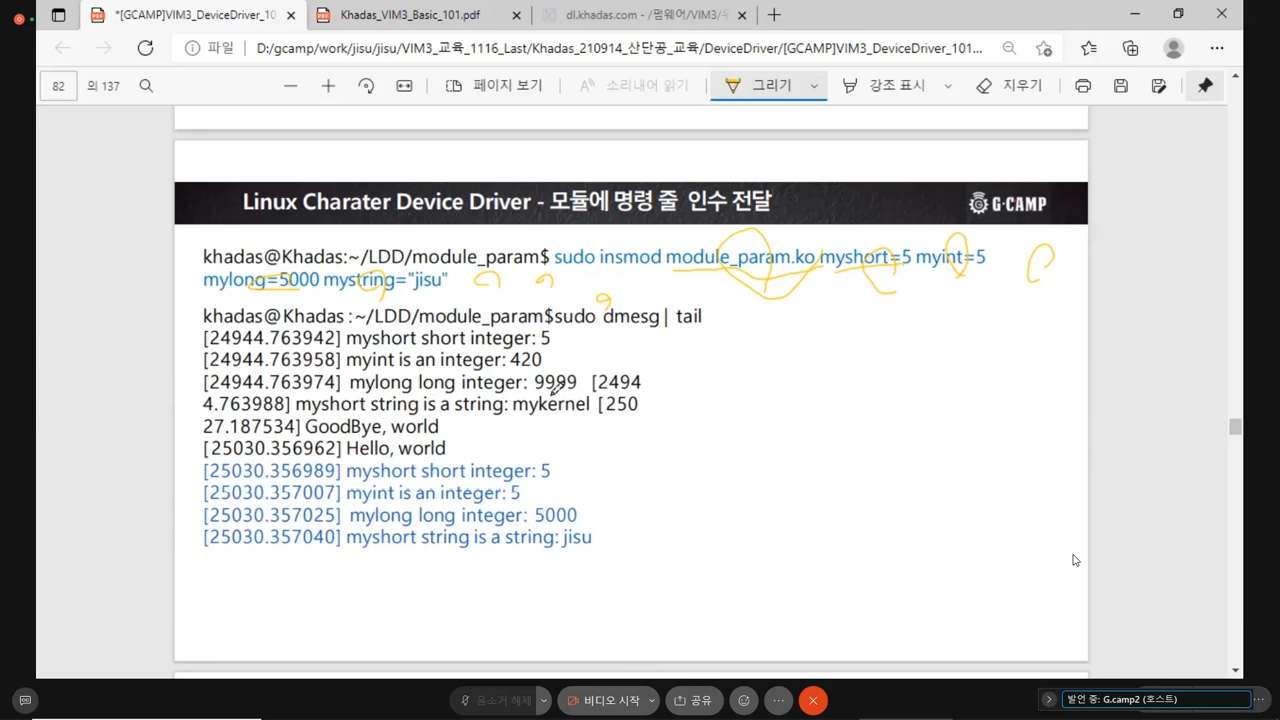 *[GCAMP]VIM3_DeviceDriver_10
Khadas_VIM3_Basic_101.pdf
dl.khadas.com - /펌웨어/VIM3/
파일
D:/gcamp/work/jisu/jisu/VIM3_교육_1116_Last/Khadas_210914_산단공_교육/DeviceDriver/[GCAMP]VIM3_DeviceDriver_101...
82 의 137
페이지 보기
소리내어 읽기
그리기
강조 표시
지우기
Linux Charater Device Driver - 모듈에 명령 줄 인수 전달
G·CAMP
khadas@Khadas:~/LDD/module_param$ sudo insmod module_param.ko myshort=5 myint=5
mylong=5000 mystring="jisu"
khadas@Khadas :~/LDD/module_param$sudo dmesg| tail
[24944.763942] myshort short integer: 5
[24944.763958] myint is an integer: 420
[24944.763974] mylong long integer: 9999 [2494
4.763988] myshort string is a string: mykernel [250
27.187534] GoodBye, world
[25030.356962] Hello, world
[25030.356989] myshort short integer: 5
[25030.357007] myint is an integer: 5
[25030.357025] mylong long integer: 5000
[25030.357040] myshort string is a string: jisu
음소거 해제
비디오 시작
공유
발언 중: G.camp2 (호스트)